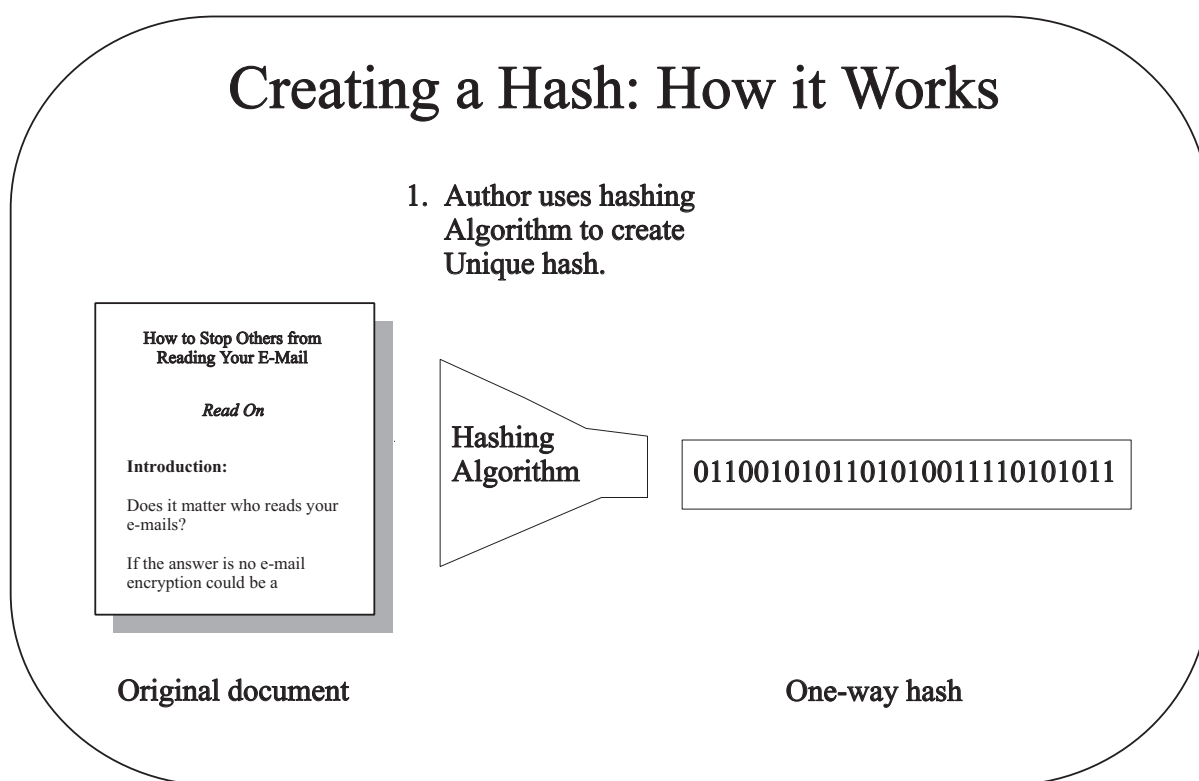 Creating a Hash: How it Works
1. Author uses hashing
Algorithm to create
Unique hash.
How to Stop Others from
Reading Your E-Mail
Read On
Introduction:
Does it matter who reads your
e-mails?
If the answer is no e-mail
encryption could be a
Hashing
Algorithm
0110010101101010011110101011
Original document
One-way hash